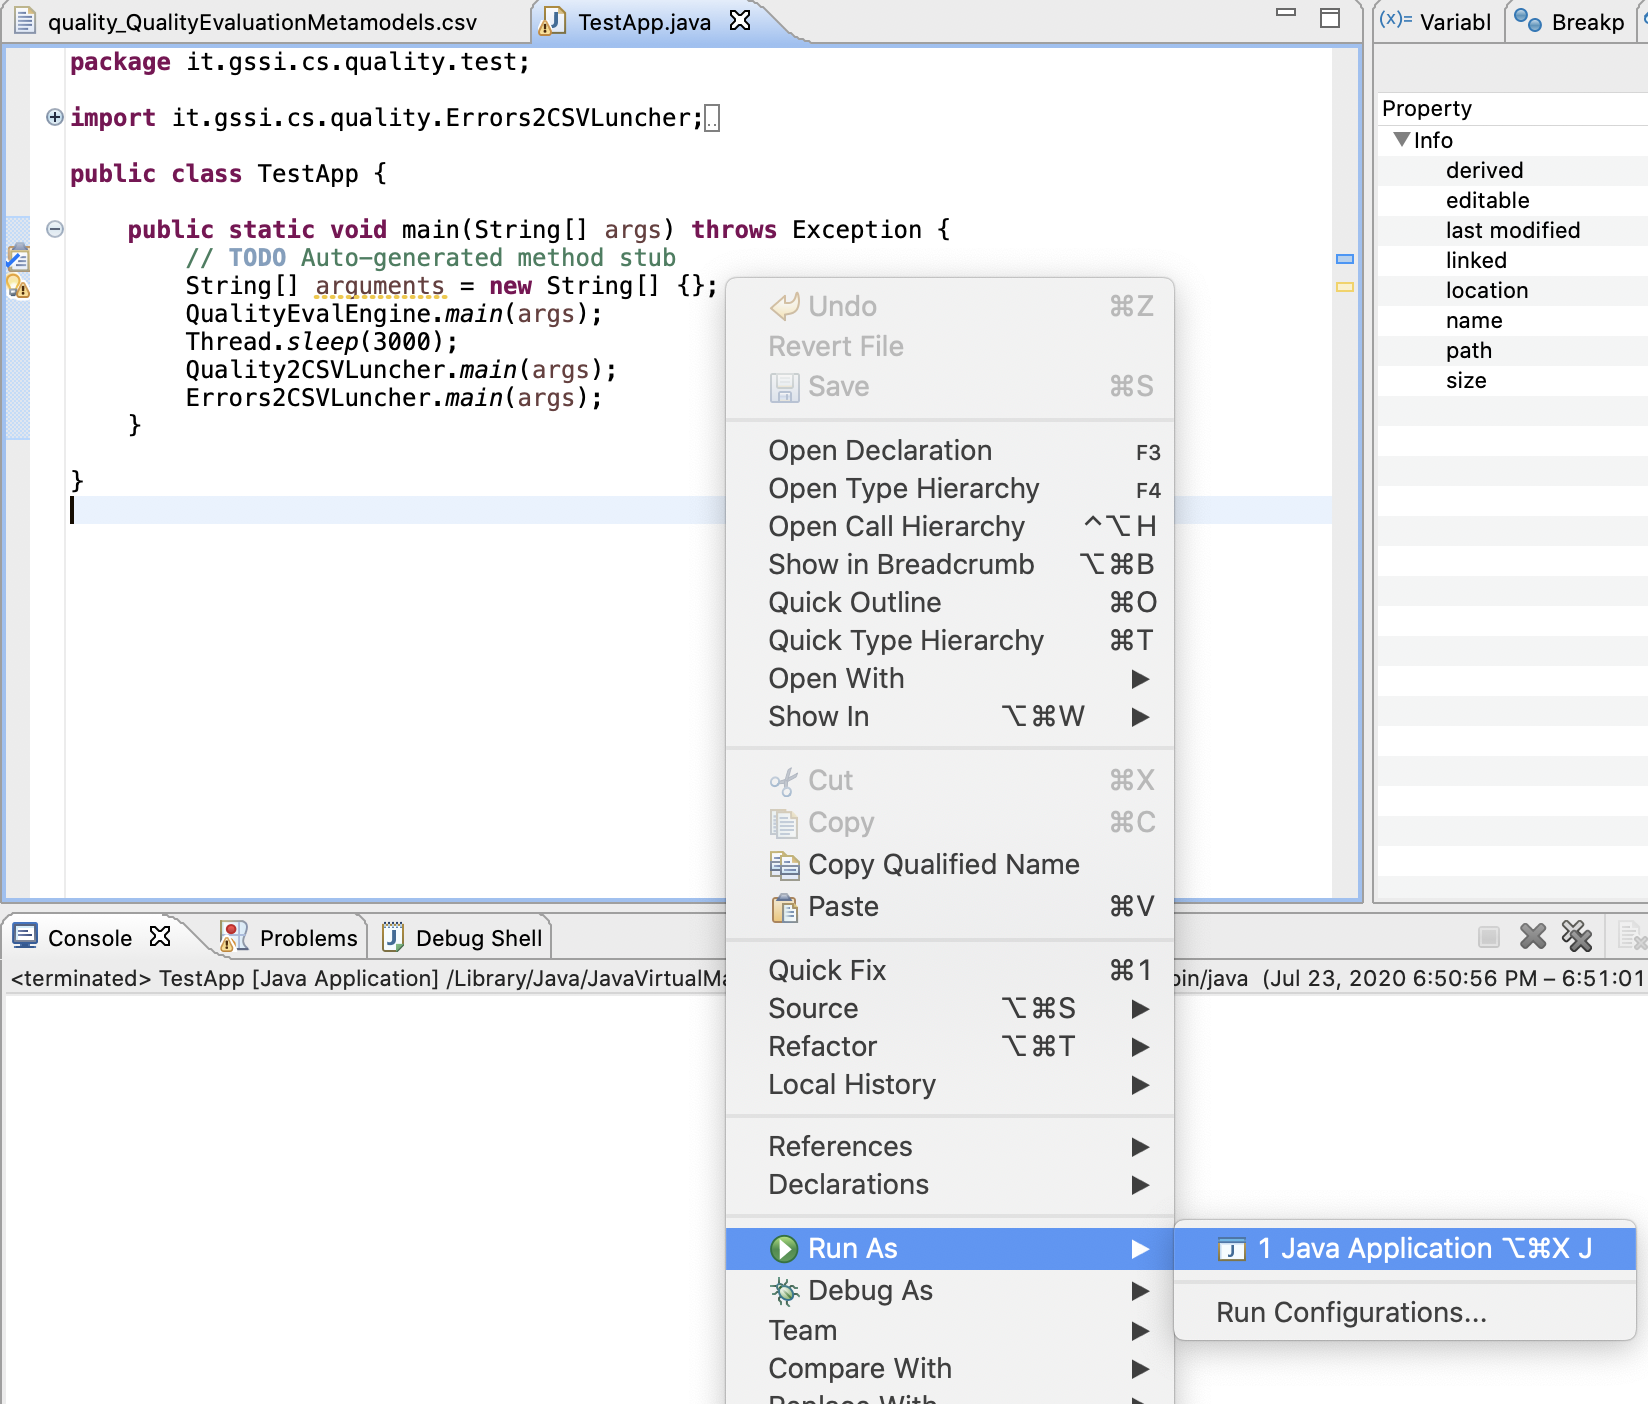 quality_QualityEvaluationMetamodels.csv
TestApp.java
(x)= Variabl
Breakp
package it.gssi.cs.quality.test;
import it.gssi.cs.quality.Errors2CSVLuncher;
public class TestApp {
public static void main(String[] args) throws Exception {
// TODO Auto-generated method stub
String[] arguments = new String[] {};
QualityEvalEngine.main(args);
Thread.sleep(3000);
Quality2CSVLuncher.main(args);
Errors2CSVLuncher.main(args);
}
}
Property
Info
derived
editable
last modified
linked
location
name
path
size
Undo ⌘Z
Revert File
Save ⌘S
Open Declaration F3
Open Type Hierarchy F4
Open Call Hierarchy ^⌥H
Show in Breadcrumb ⌥⌘B
Quick Outline ⌘O
Quick Type Hierarchy ⌘T
Open With
Show In ⌥⌘W
Cut ⌘X
Copy ⌘C
Copy Qualified Name
Paste ⌘V
Quick Fix ⌘1
Source ⌥⌘S
Refactor ⌥⌘T
Local History
References
Declarations
Run As
Debug As
Team
Compare With
Replace With
1 Java Application ⌥⌘X J
Run Configurations...
Console
Problems
Debug Shell
<terminated> TestApp [Java Application] /Library/Java/JavaVirtualMa
bin/java (Jul 23, 2020 6:50:56 PM – 6:51:01